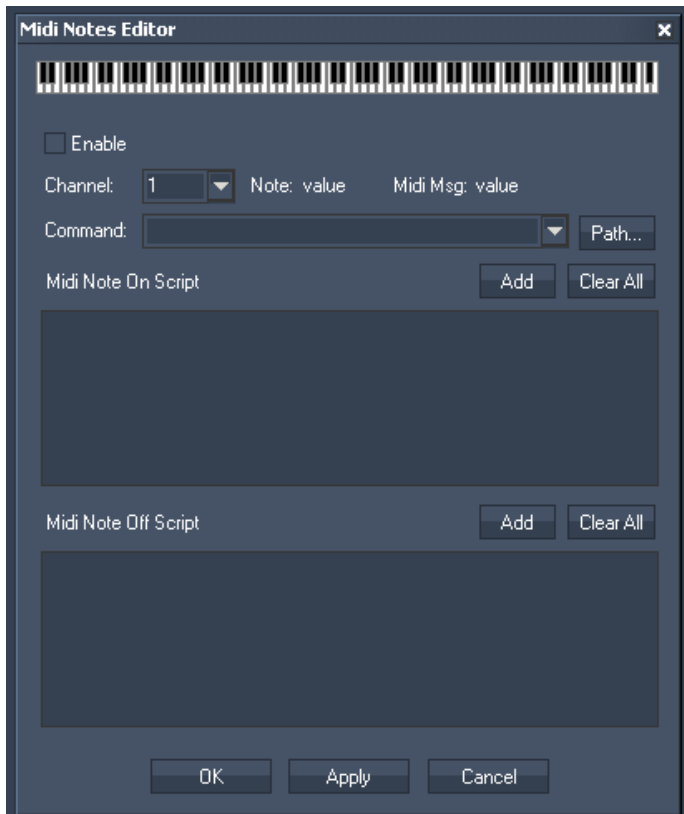 Midi Notes Editor
Enable
Channel: 1 Note: value Midi Msg: value
Command: Path...
Midi Note On Script Add Clear All
Midi Note Off Script Add Clear All
OK Apply Cancel